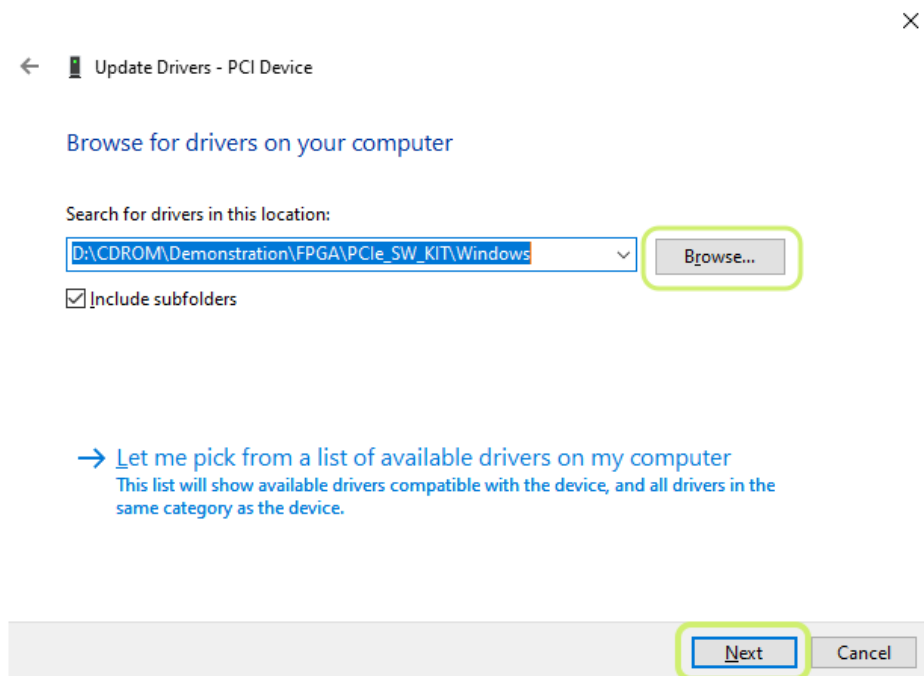 Update Drivers - PCI Device
Browse for drivers on your computer
Search for drivers in this location:
D:\CDROM\Demonstration\FPGA\PCIe_SW_KIT\Windows
Browse...
Include subfolders
Let me pick from a list of available drivers on my computer
This list will show available drivers compatible with the device, and all drivers in the
same category as the device.
Next
Cancel